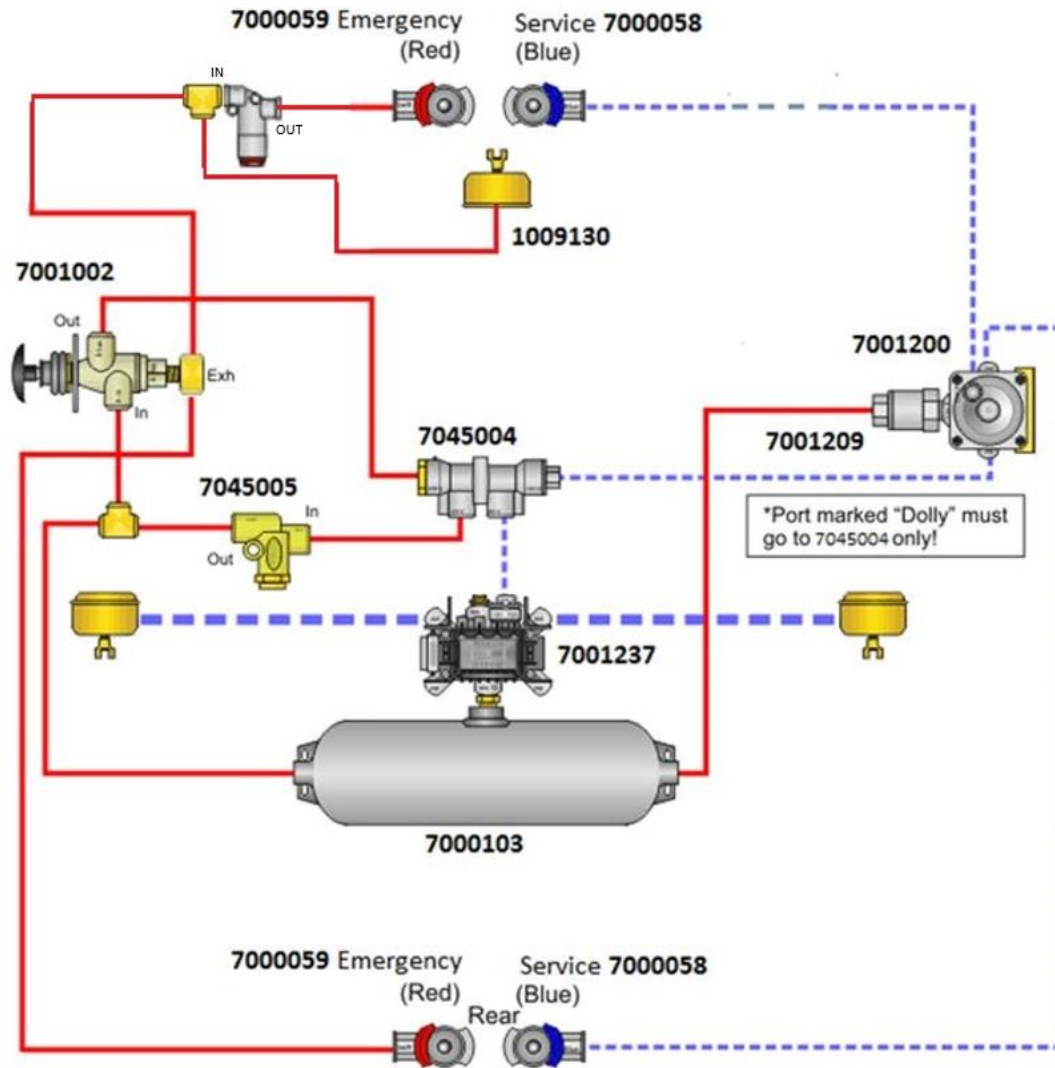 7000059 Emergency
(Red)
Service 7000058
(Blue)
IN
OUT
1009130
7001002
Out
Exh
In
7001200
7001209
7045004
7045005
In
Out
*Port marked “Dolly” must
go to 7045004 only!
7001237
7000103
7000059 Emergency
(Red)
Service 7000058
(Blue)
Rear